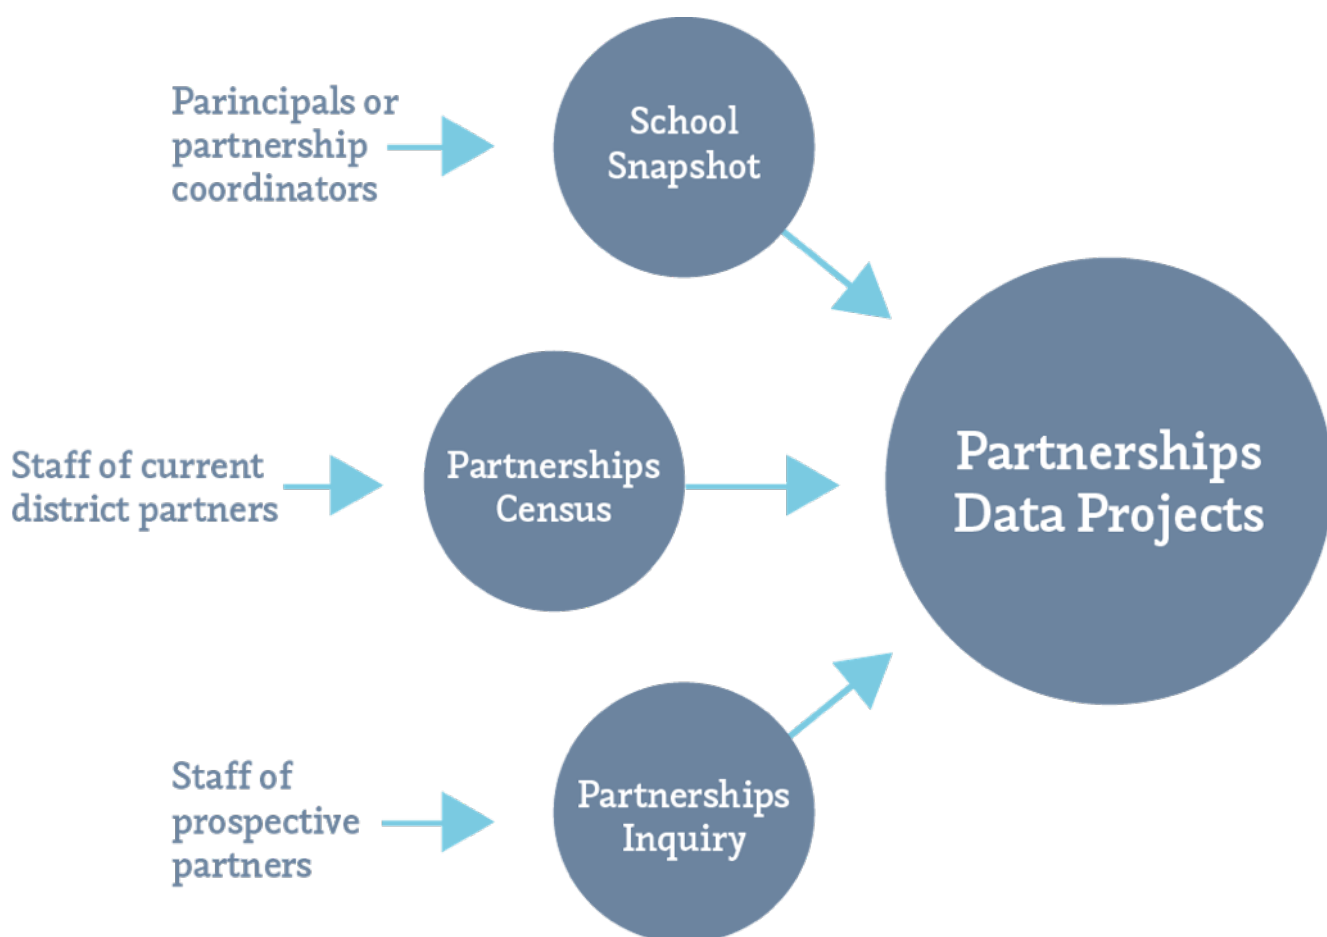 Parincipals or
partnership
coordinators
School
Snapshot
Staff of current
district partners
Partnerships
Census
Partnerships
Data Projects
Staff of
prospective
partners
Partnerships
Inquiry